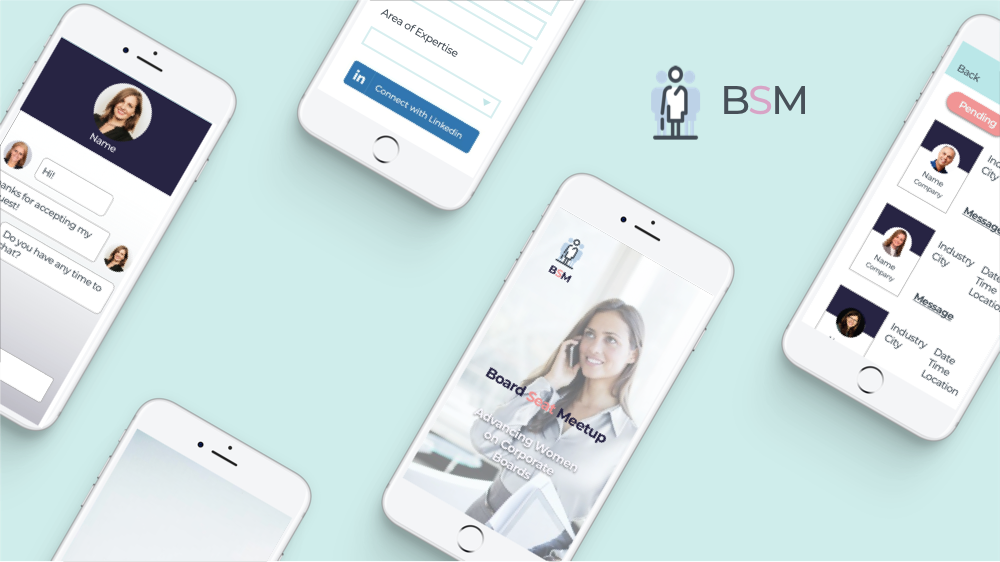 Name
Hi!
anks for accepting my
uest!
Do you have any time to
hat?
Area of Expertise
in
Connect with Linkedin
BSM
BSM
Board Seat Meetup
Advancing Women
on Corporate
Boards
Back
Pending
Name
Company
Indu
City
Message
Name
Company
Industry
City
Date
Time
Location
Message
Industry
City
Date
Time
Location